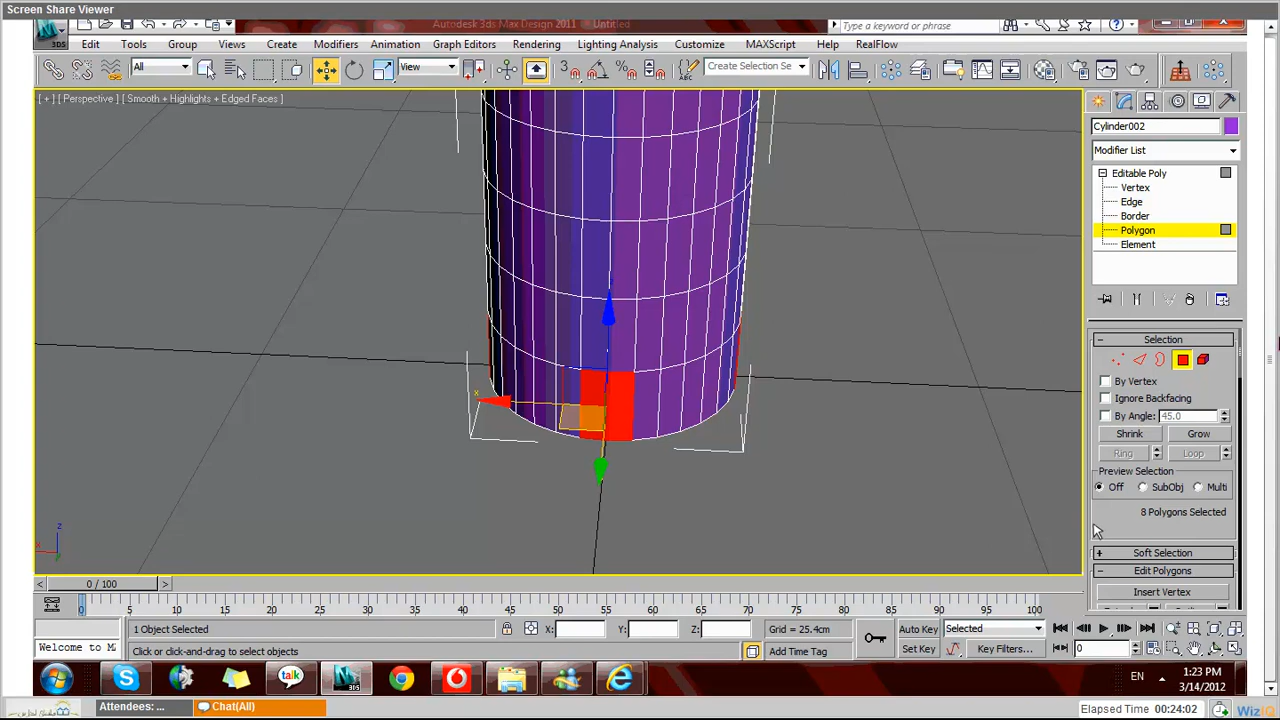 Screen Share Viewer
Autodesk 3ds Max Design 2011 Untitled
Type a keyword or phrase
3DS
Edit Tools Group Views Create Modifiers Animation Graph Editors Rendering Lighting Analysis Customize MAXScript Help RealFlow
All View Create Selection Se
[ + ] [ Perspective ] [ Smooth + Highlights + Edged Faces ]
Cylinder002
Modifier List
Editable Poly
Vertex
Edge
Border
Polygon
Element
Selection
By Vertex
Ignore Backfacing
By Angle: 45.0
Shrink Grow
Ring Loop
Preview Selection
Off SubObj Multi
8 Polygons Selected
Soft Selection
Edit Polygons
Insert Vertex
x
z
x
0 / 100
0 5 10 15 20 25 30 35 40 45 50 55 60 65 70 75 80 85 90 95 100
1 Object Selected X: Y: Z: Grid = 25.4cm Auto Key Selected
Welcome to M Click or click-and-drag to select objects Add Time Tag Set Key Key Filters... 0
talk
3DS
EN 1:23 PM
3/14/2012
Attendees: ... Chat(All) Elapsed Time 00:24:02 WizIQ